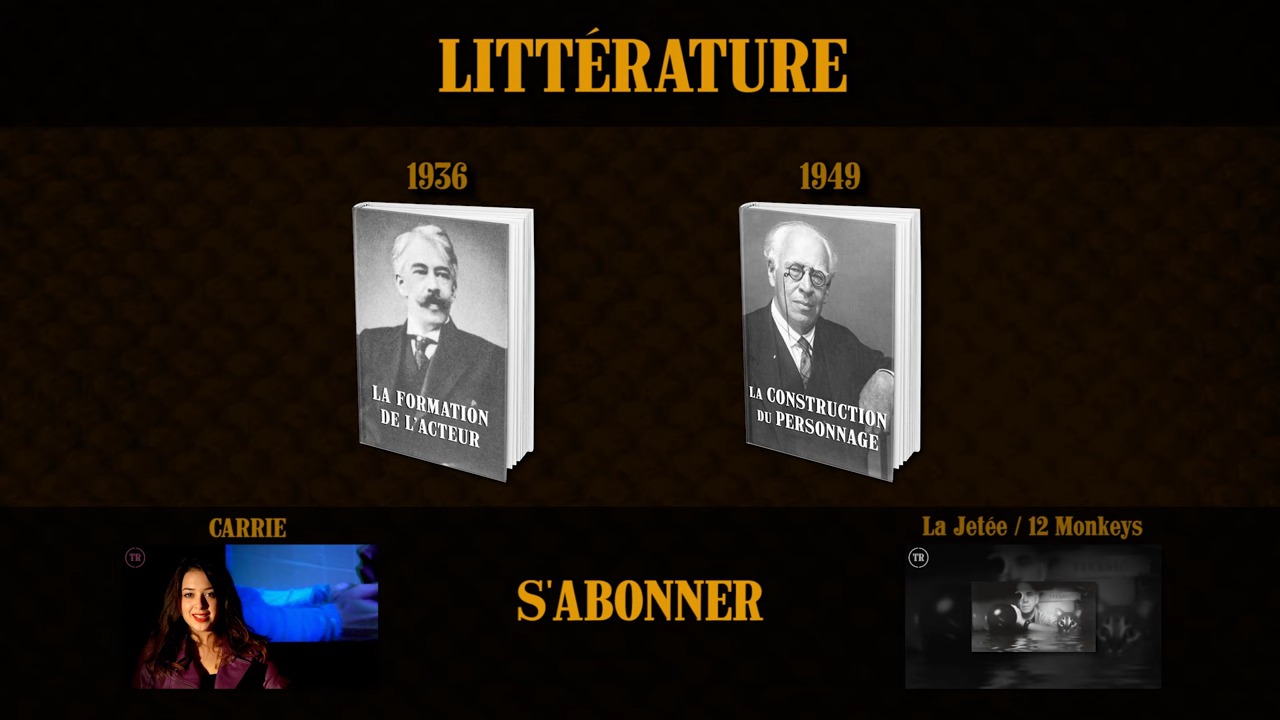 LITTÉRATURE
1936
1949
LA FORMATION
DE L'ACTEUR
LA CONSTRUCTION
DU PERSONNAGE
CARRIE
La Jetée / 12 Monkeys
TR
TR
S'ABONNER